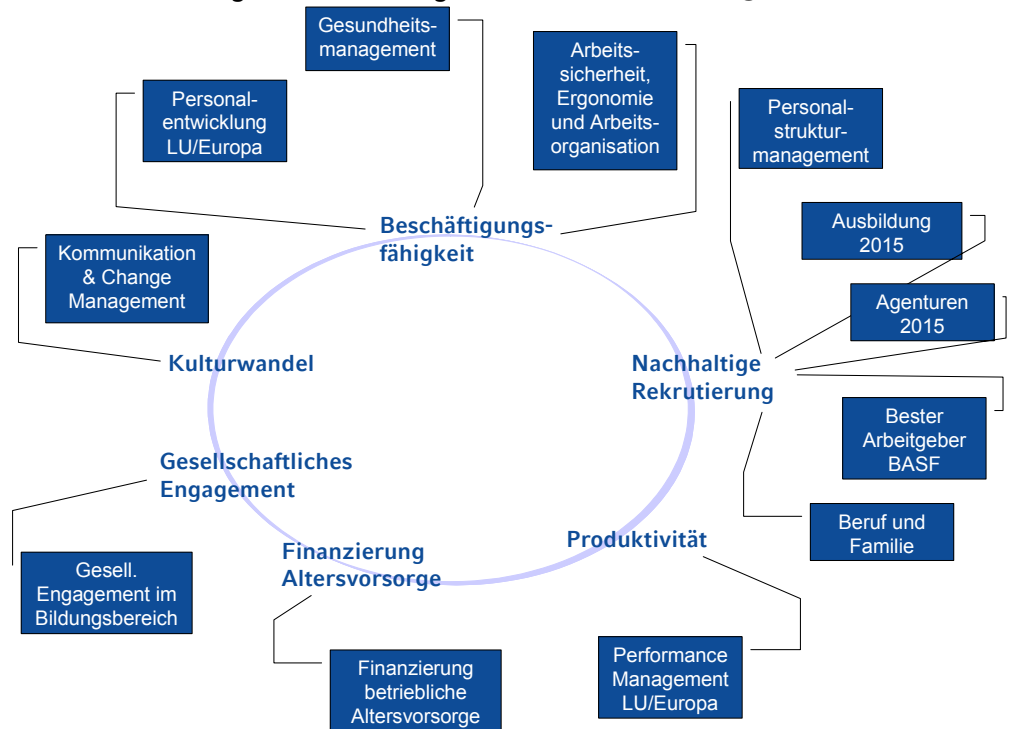 Gesundheits-
management
Arbeits-
sicherheit,
Ergonomie
und Arbeits-
organisation
Personal-
entwicklung
LU/Europa
Personal-
struktur-
management
Beschäftigungs-
fähigkeit
Ausbildung
2015
Kommunikation
& Change
Management
Agenturen
2015
Kulturwandel
Nachhaltige
Rekrutierung
Bester
Arbeitgeber
BASF
Gesellschaftliches
Engagement
Beruf und
Familie
Produktivität
Finanzierung
Altersvorsorge
Gesell.
Engagement im
Bildungsbereich
Performance
Management
LU/Europa
Finanzierung
betriebliche
Altersvorsorge